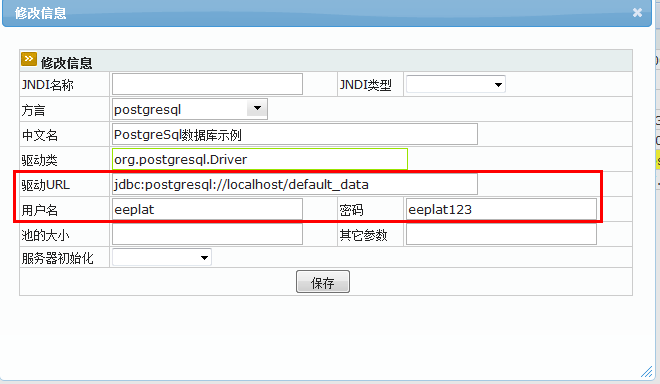 修改信息
修改信息
JNDI名称 JNDI类型
方言 postgresql
中文名 PostgreSql数据库示例
驱动类 org.postgresql.Driver
驱动URL jdbc:postgresql://localhost/default_data
用户名 eeplat 密码 eeplat123
池的大小 其它参数
服务器初始化
保存